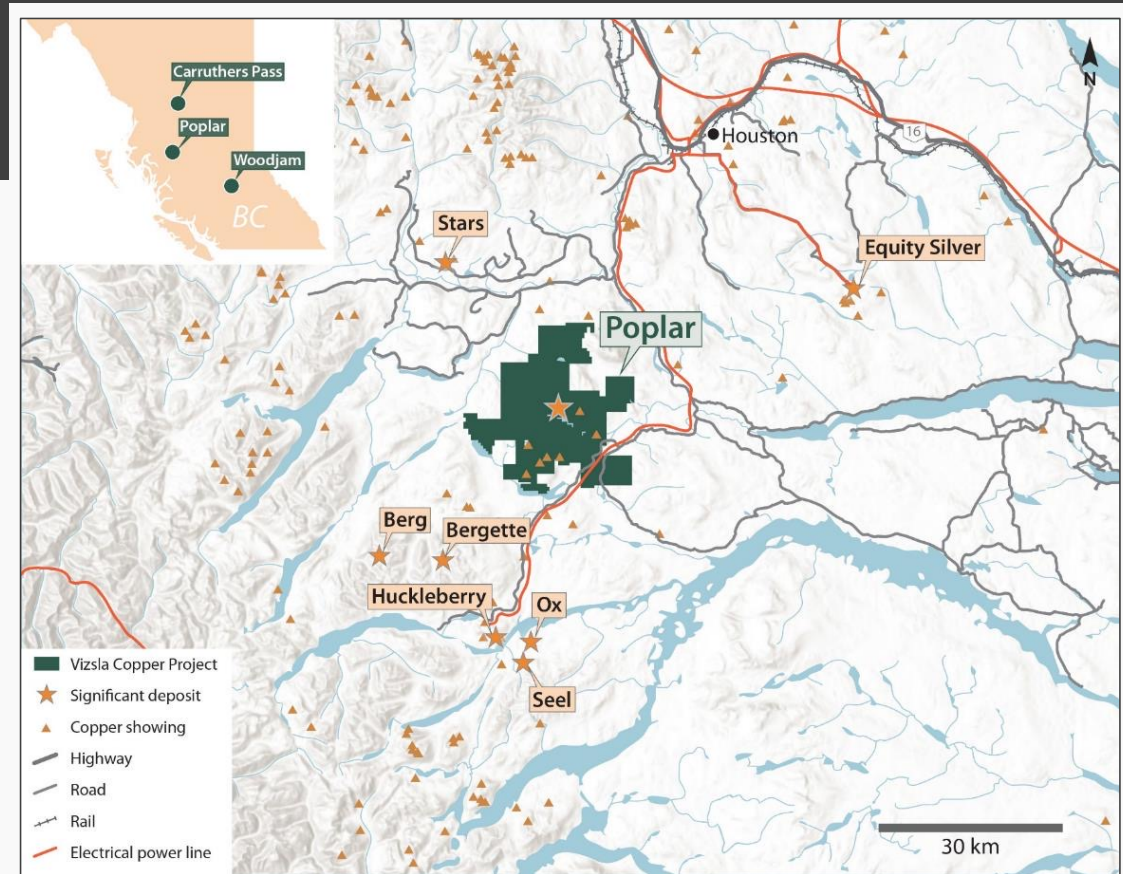 Carruthers Pass
Poplar
Woodjam
BC
N
16
Houston
Stars
Equity Silver
Poplar
Berg
Bergette
Huckleberry
Ox
Seel
Vizsla Copper Project
Significant deposit
Copper showing
Highway
Road
Rail
Electrical power line
30 km